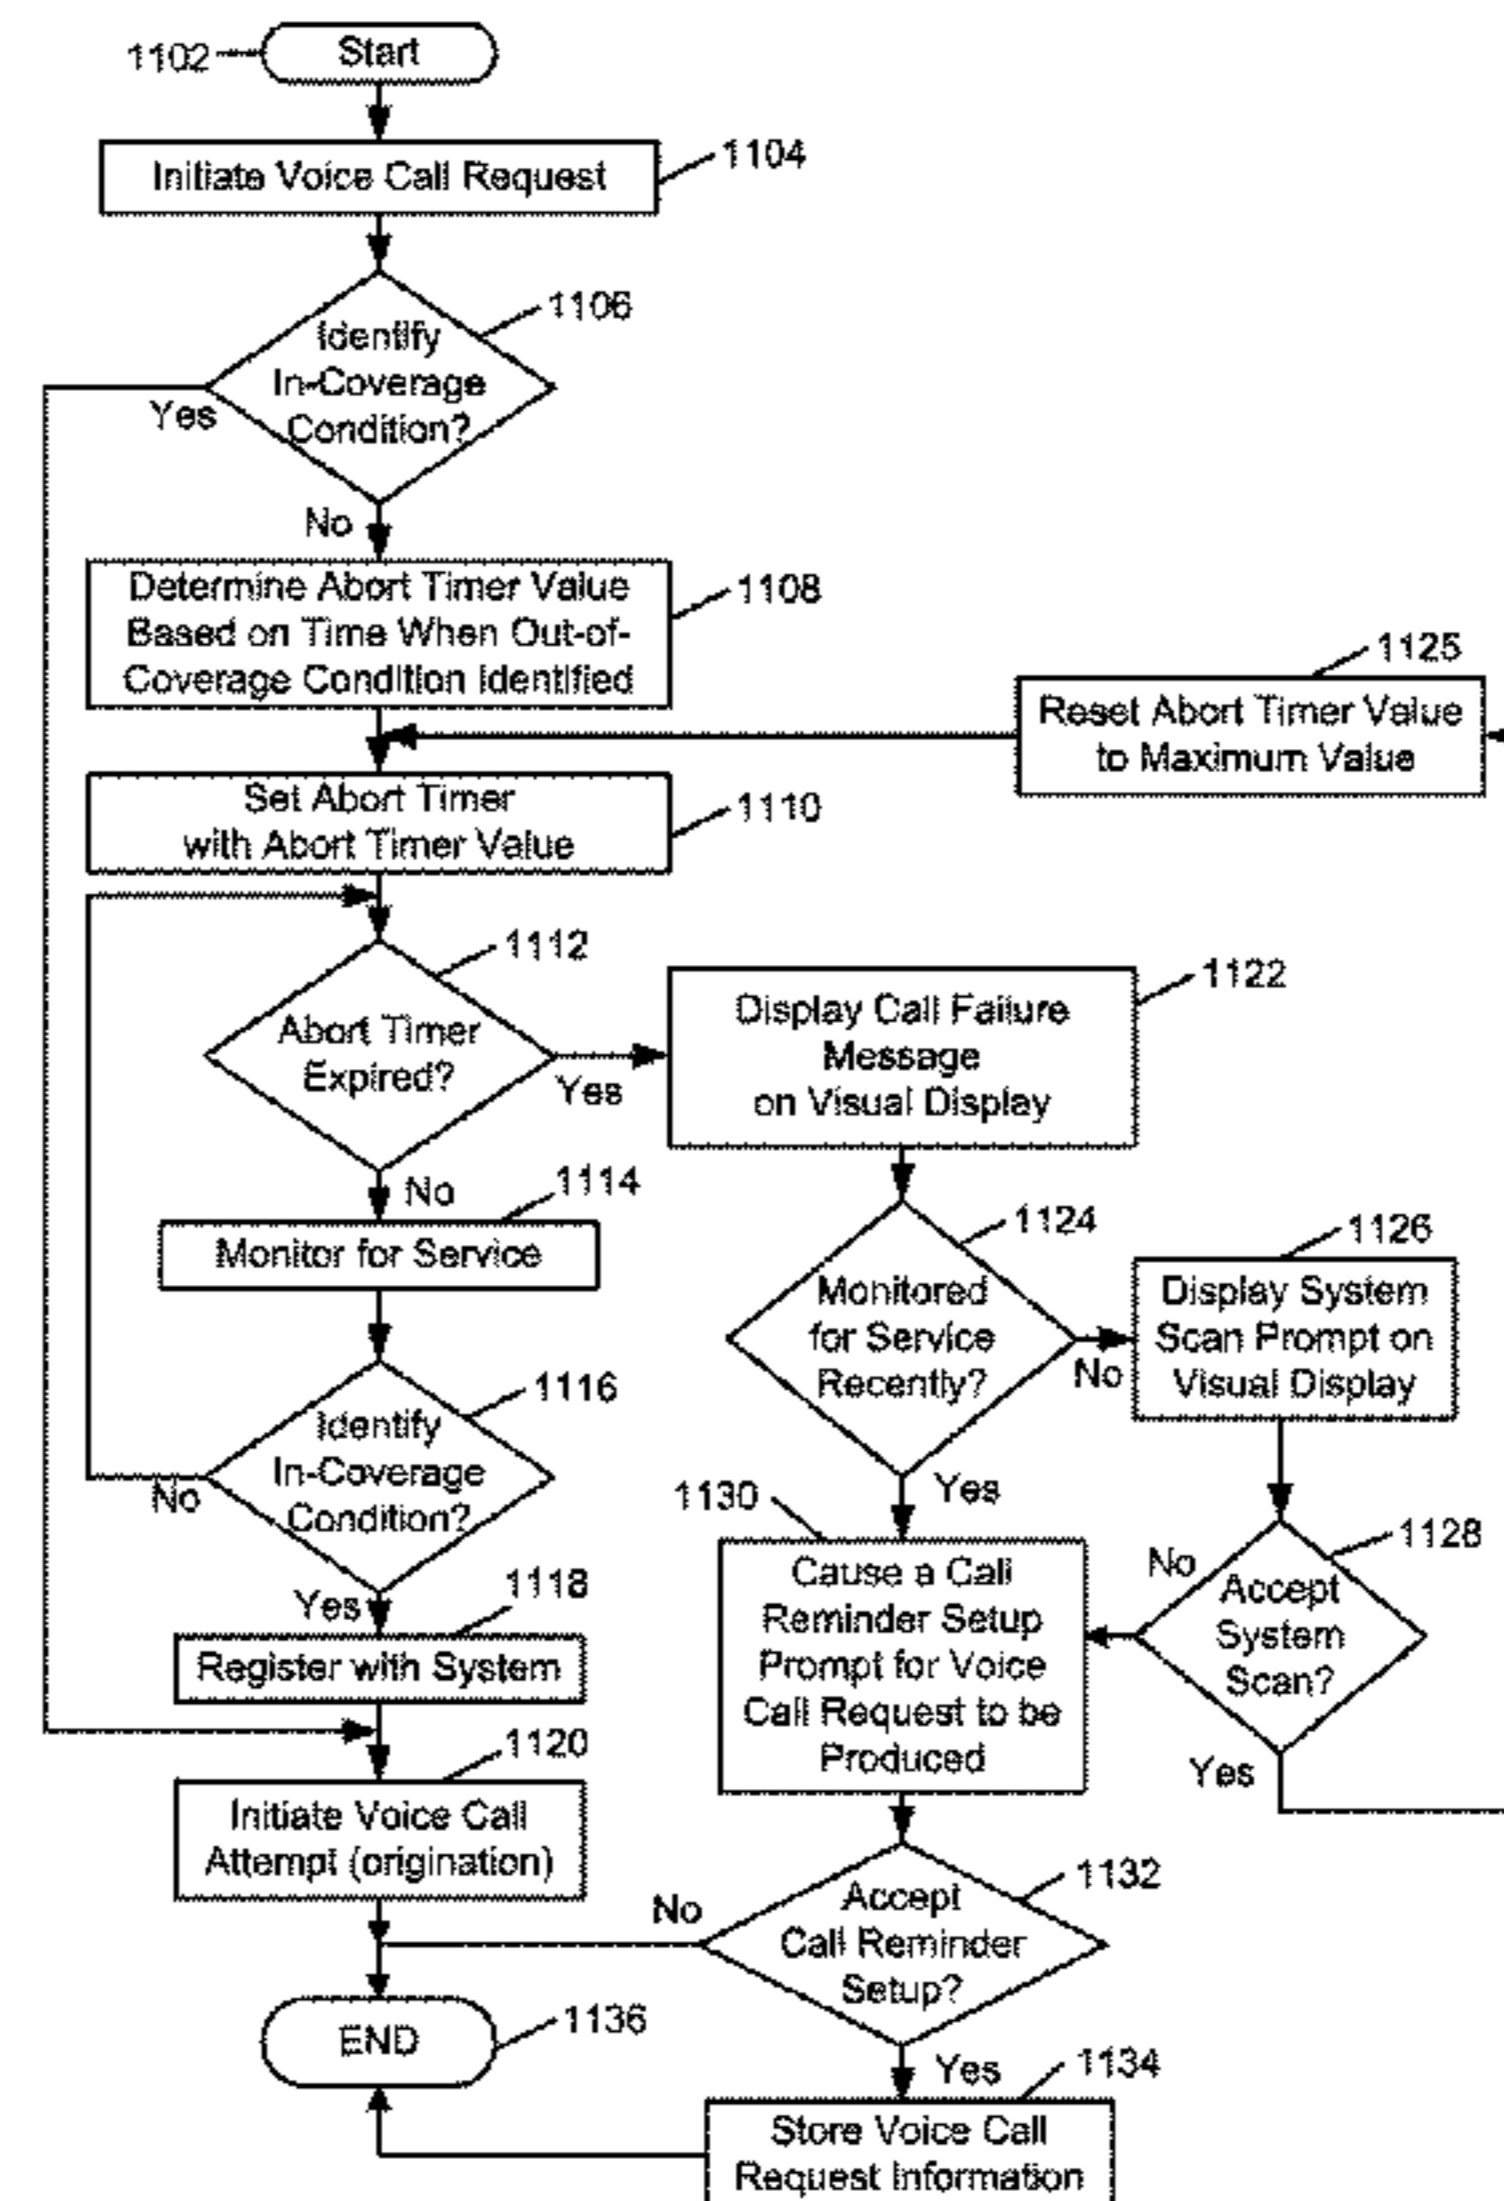 1102
Start
Initiate Voice Call Request
1104
1106
Identify
In-Coverage
Condition?
Yes
No
Determine Abort Timer Value
Based on Time When Out-of-
Coverage Condition Identified
1108
1125
Reset Abort Timer Value
to Maximum Value
Set Abort Timer
with Abort Timer Value
1110
1112
Abort Timer
Expired?
Yes
No
1122
Display Call Failure
Message
on Visual Display
1114
Monitor for Service
1124
Monitored
for Service
Recently?
No
Yes
1126
Display System
Scan Prompt on
Visual Display
1116
Identify
In-Coverage
Condition?
No
Yes
1128
No
Accept
System
Scan?
Yes
1130
Cause a Call
Reminder Setup
Prompt for Voice
Call Request to be
Produced
1118
Register with System
1120
Initiate Voice Call
Attempt (origination)
1132
No
Accept
Call Reminder
Setup?
Yes
END
1136
1134
Store Voice Call
Request Information